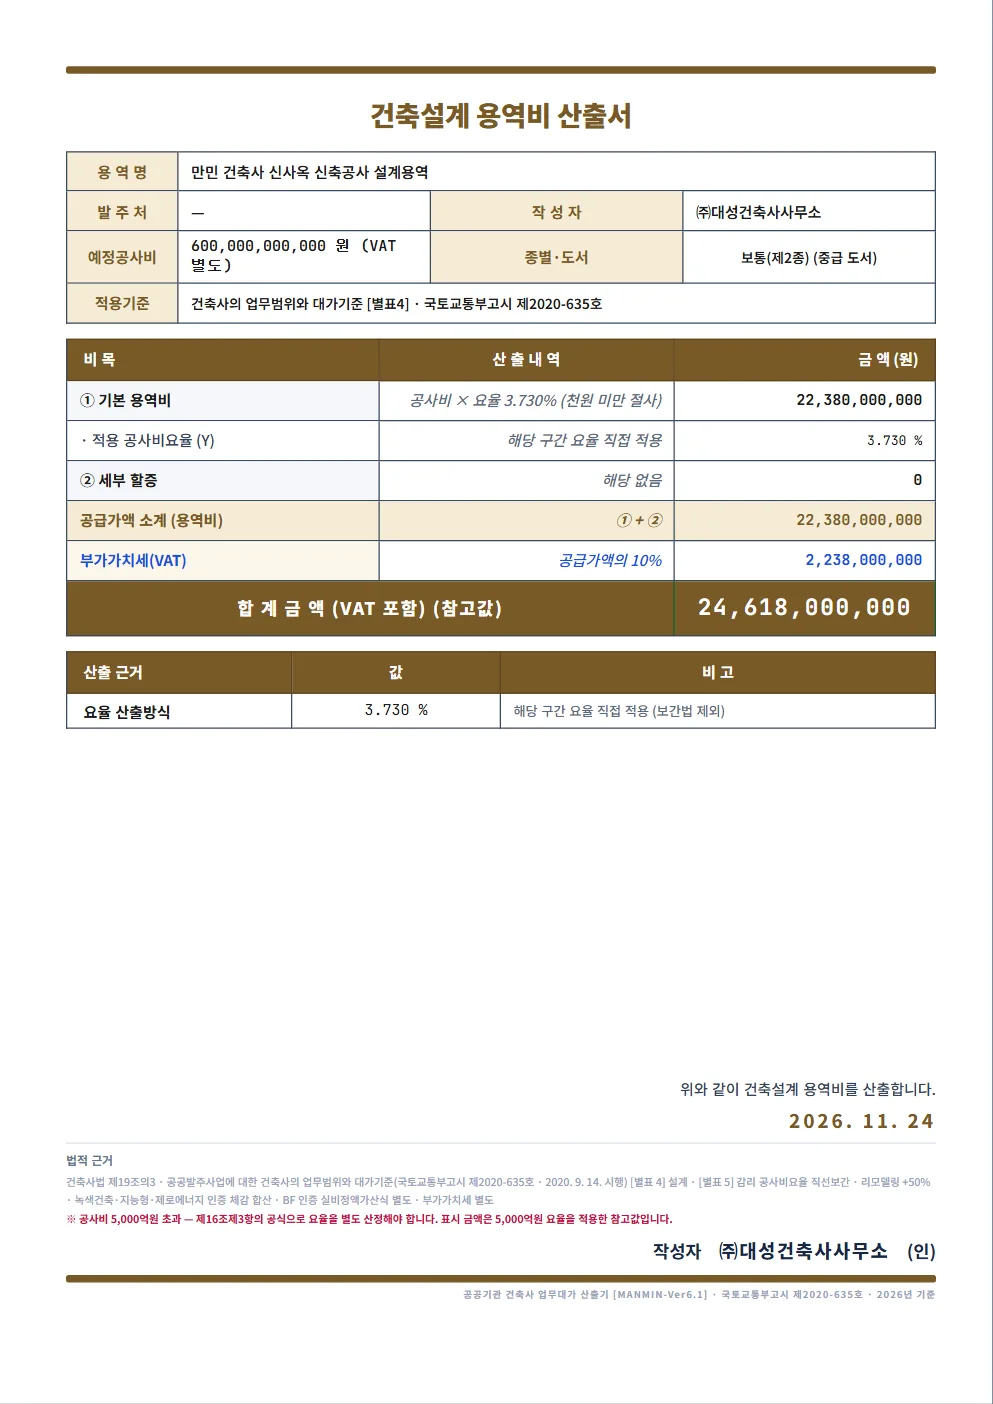 건축설계 용역비 산출서
용 역 명 만민 건축사 신사옥 신축공사 설계용역
발 주 처 — 작 성 자 ㈜대성건축사사무소
예정공사비 600,000,000,000 원 (VAT 별도) 종별·도서 보통(제2종) (중급 도서)
적용기준 건축사의 업무범위와 대가기준 [별표4] · 국토교통부고시 제2020-635호
비 목 산 출 내 역 금 액 (원)
① 기본 용역비 공사비 × 요율 3.730% (천원 미만 절사) 22,380,000,000
· 적용 공사비요율 (Y) 해당 구간 요율 직접 적용 3.730 %
② 세부 할증 해당 없음 0
공급가액 소계 (용역비) ① + ② 22,380,000,000
부가가치세(VAT) 공급가액의 10% 2,238,000,000
합 계 금 액 (VAT 포함) (참고값) 24,618,000,000
산출 근거 값 비 고
요율 산출방식 3.730 % 해당 구간 요율 직접 적용 (보간법 제외)
위와 같이 건축설계 용역비를 산출합니다.
2026. 11. 24
법적 근거
건축사법 제19조의3 · 공공발주사업에 대한 건축사의 업무범위와 대가기준(국토교통부고시 제2020-635호 · 2020. 9. 14. 시행) [별표 4] 설계 · [별표 5] 감리 공사비요율 직선보간 · 리모델링 +50%
· 녹색건축·지능형·제로에너지 인증 체감 합산 · BF 인증 실비정액가산식 별도 · 부가가치세 별도
※ 공사비 5,000억원 초과 — 제16조제3항의 공식으로 요율을 별도 산정해야 합니다. 표시 금액은 5,000억원 요율을 적용한 참고값입니다.
작성자 ㈜대성건축사사무소 (인)
공공기관 건축사 업무대가 산출기 [MANMIN-Ver6.1] · 국토교통부고시 제2020-635호 · 2026년 기준